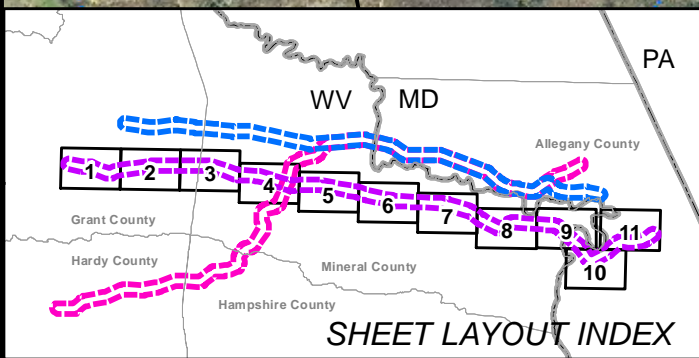 PA
WV MD
Allegany County
1 2 3 4 5 6 7 8 9 11
10
Grant County
Hardy County
Mineral County
Hampshire County
SHEET LAYOUT INDEX